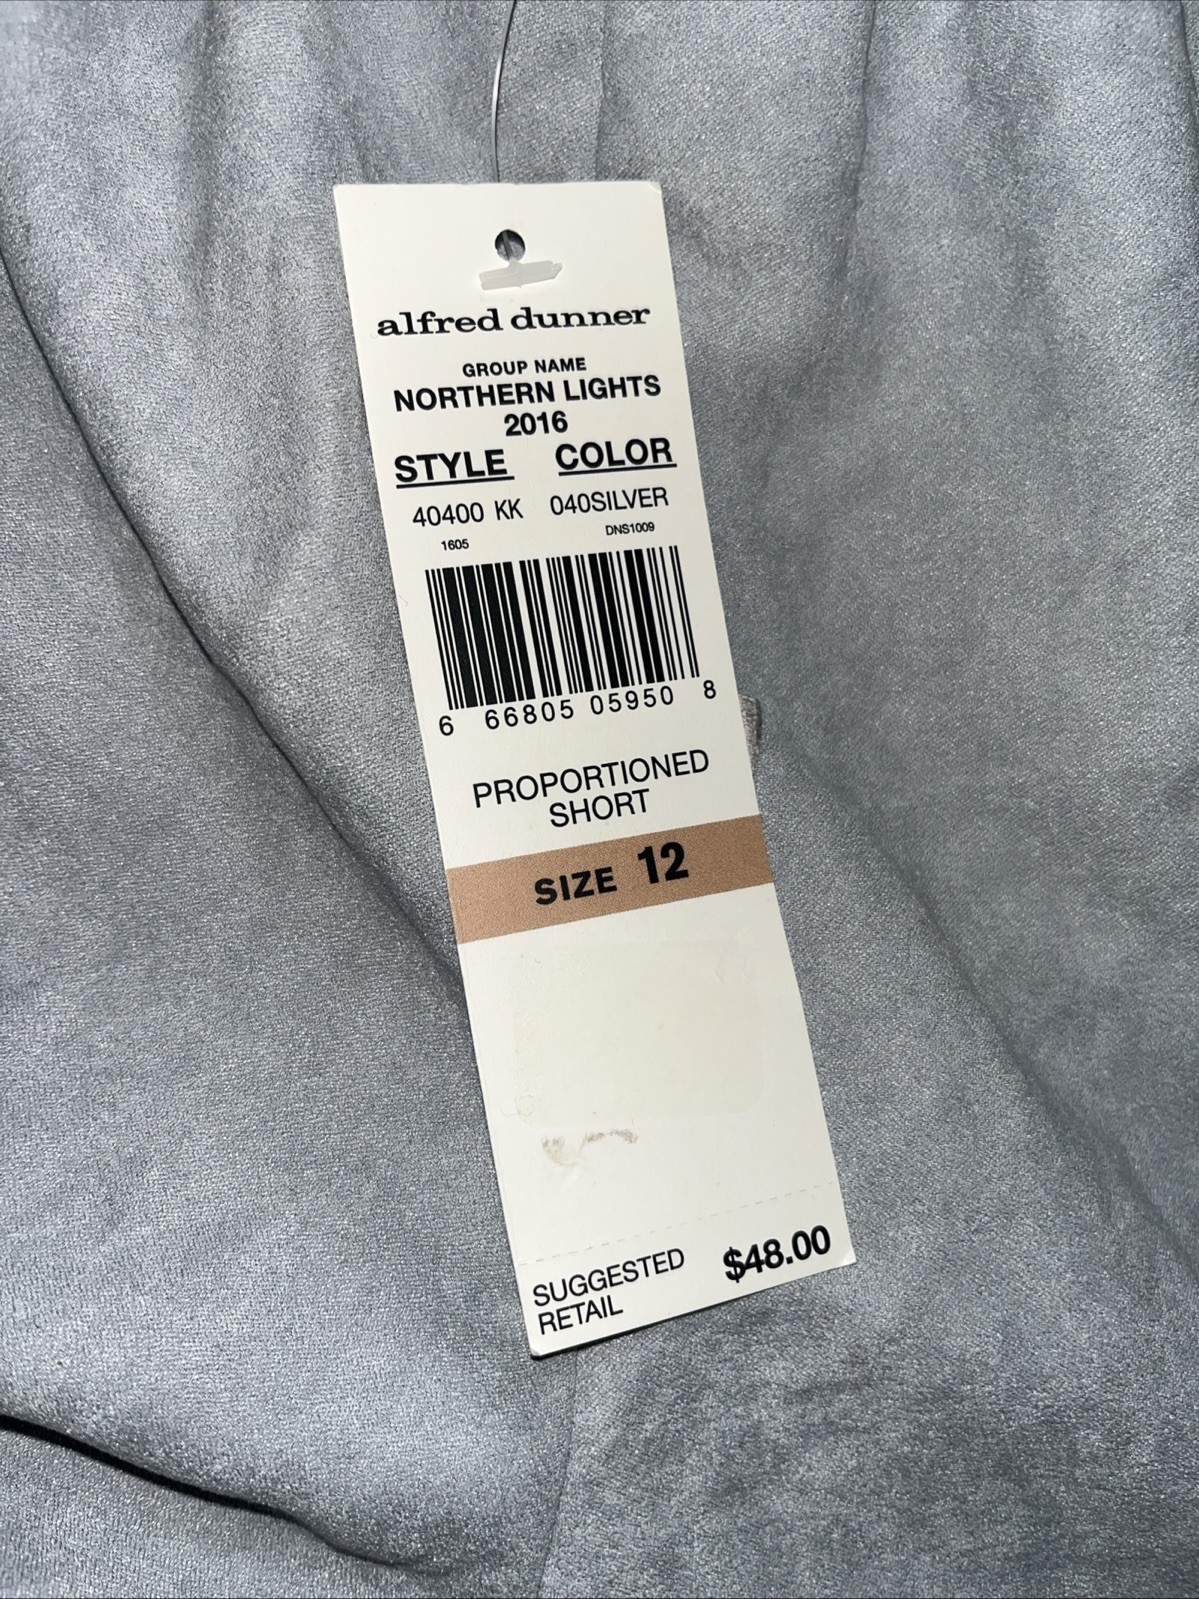 alfred dunner
GROUP NAME
NORTHERN LIGHTS
2016
STYLE COLOR
40400 KK 040SILVER
1605 DNS1009
6 66805 05950 8
PROPORTIONED
SHORT
SIZE 12
SUGGESTED $48.00
RETAIL